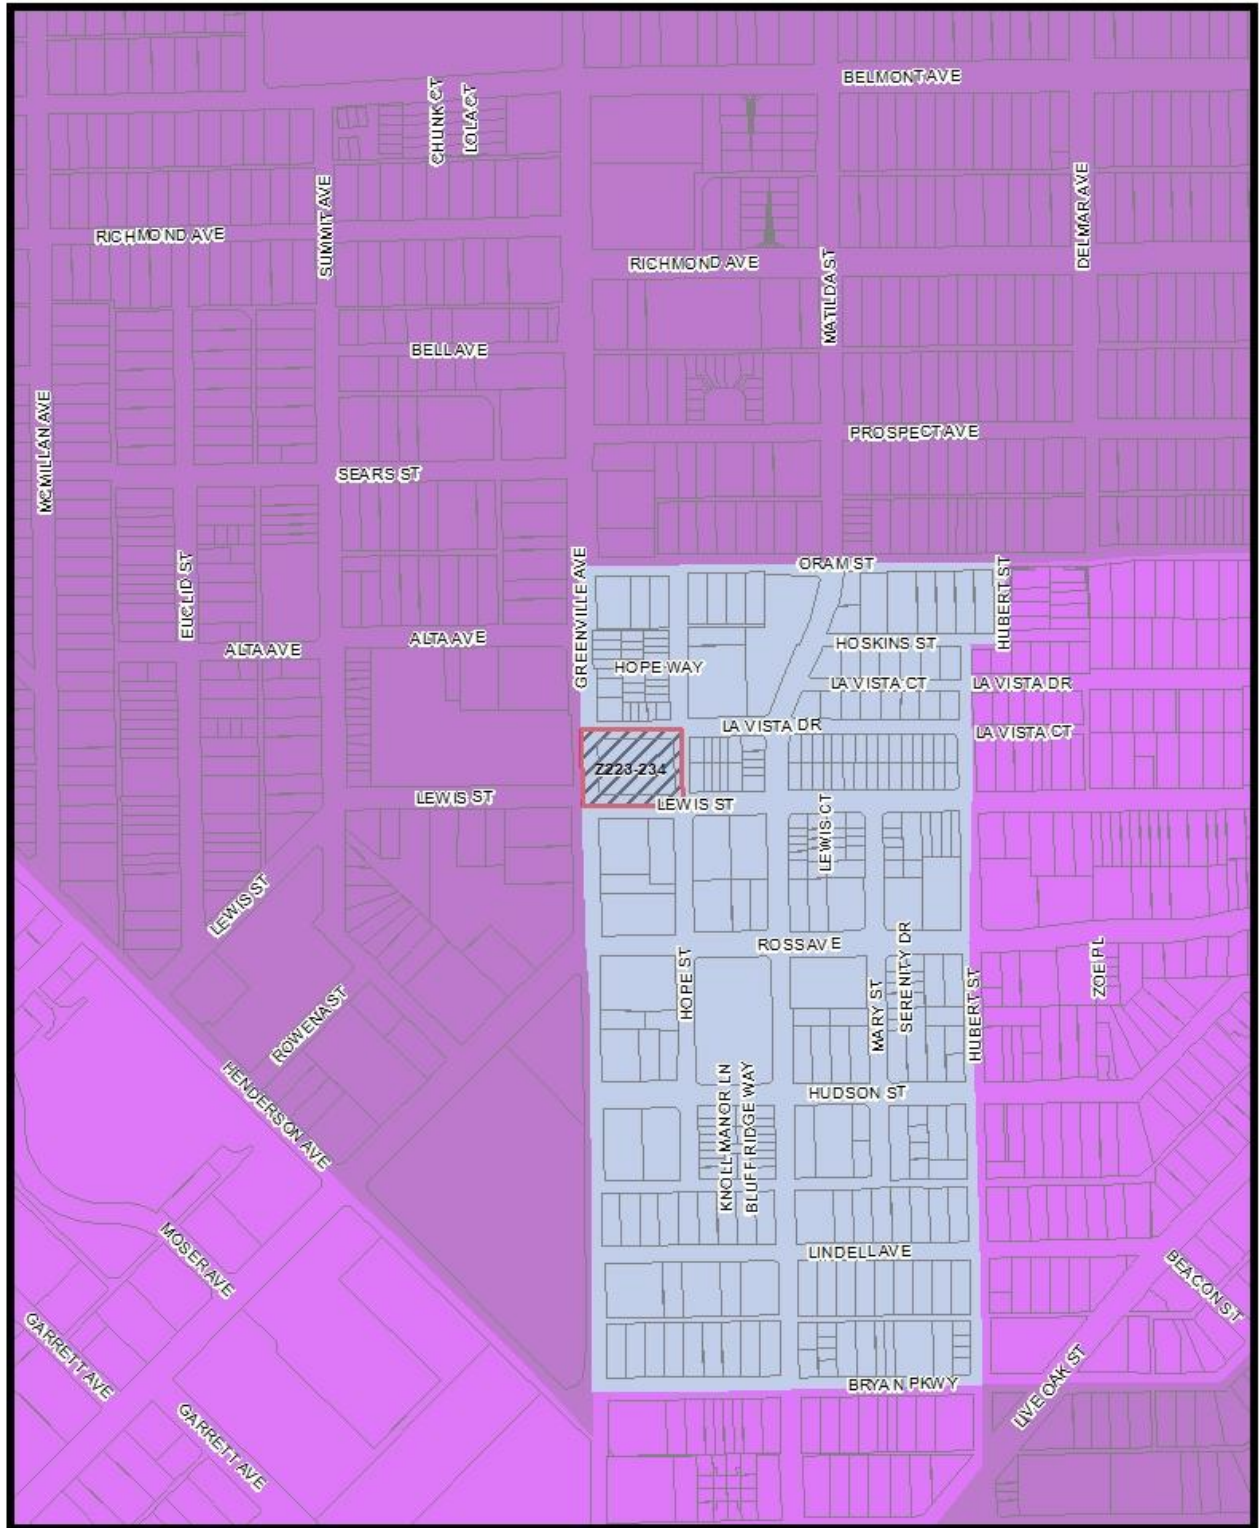 BELMONT AVE
CHUNK CT
LOLA CT
SUMMIT AVE
DELMAR AVE
RICHMOND AVE
RICHMOND AVE
MATILDA ST
BELL AVE
MCMILLAN AVE
PROSPECT AVE
SEARS ST
EUCLID ST
GREENVILLE AVE
ORAM ST
HUBERT ST
ALTA AVE
ALTA AVE
HOSKINS ST
HOPE WAY
LA VISTA CT
LA VISTA DR
LA VISTA DR
LA VISTA CT
Z223-234
LEWIS ST
LEWIS ST
LEWIS CT
LEWIS ST
ROSS AVE
HOPE ST
SERENITY DR
MARY ST
HUBERT ST
ZOE PL
ROWENA ST
HENDERSON AVE
HUDSON ST
KNOLL MANOR LN
BLUFF RIDGE WAY
MOSER AVE
LINDELL AVE
BEACON ST
GARRETT AVE
BRYAN PKWY
LIVE OAK ST
GARRETT AVE